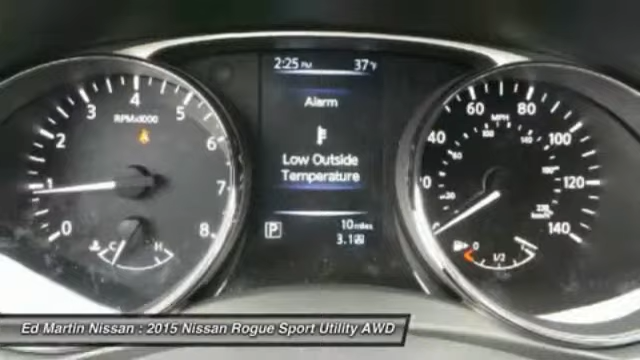 2:25 PM 37°F
Alarm
Low Outside
Temperature
P 10 miles
3.1
0 1 2 3 4 5 6 7 8
RPMx1000
C H
40 60 80 100 120 140
MPH
km/h
0 1/2 1
Ed Martin Nissan : 2015 Nissan Rogue Sport Utility AWD